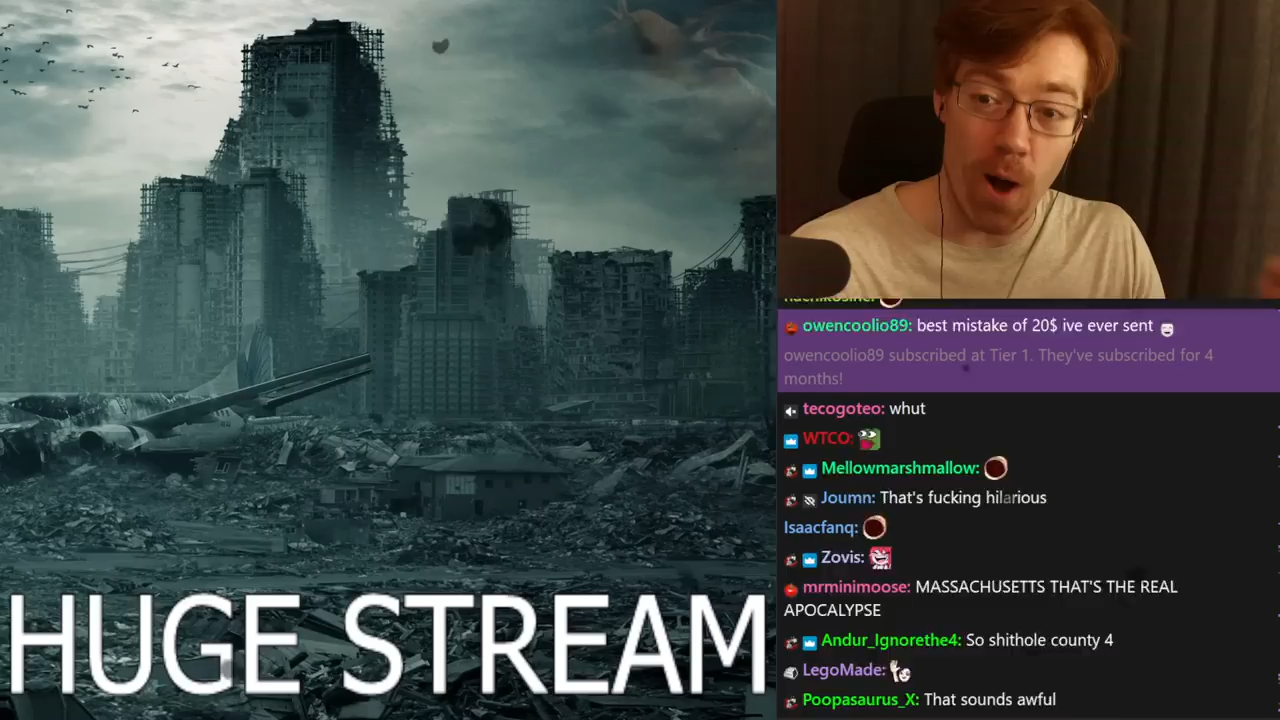 owencoolio89: best mistake of 20$ ive ever sent
owencoolio89 subscribed at Tier 1. They've subscribed for 4
months!
tecogoteo: whut
WTCO:
Mellowmarshmallow:
Joumn: That's fucking hilarious
Isaacfanq:
Zovis:
mrminimoose: MASSACHUSETTS THAT'S THE REAL
APOCALYPSE
Andur_Ignorethe4: So shithole county 4
LegoMade:
Poopasaurus_X: That sounds awful
HUGE STREAM